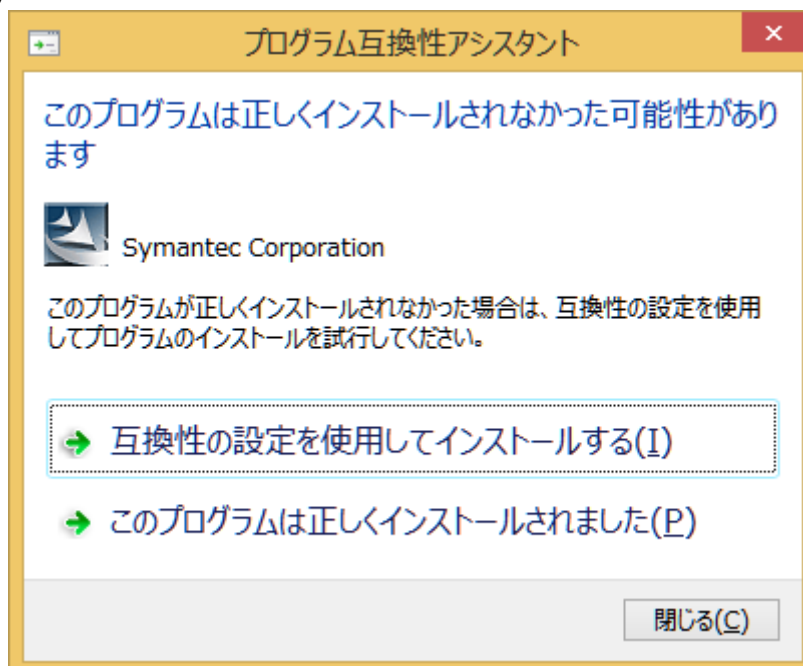 プログラム互換性アシスタント
×
このプログラムは正しくインストールされなかった可能性があり
ます
Symantec Corporation
このプログラムが正しくインストールされなかった場合は、互換性の設定を使用
してプログラムのインストールを試行してください。
互換性の設定を使用してインストールする(I)
このプログラムは正しくインストールされました(P)
閉じる(C)